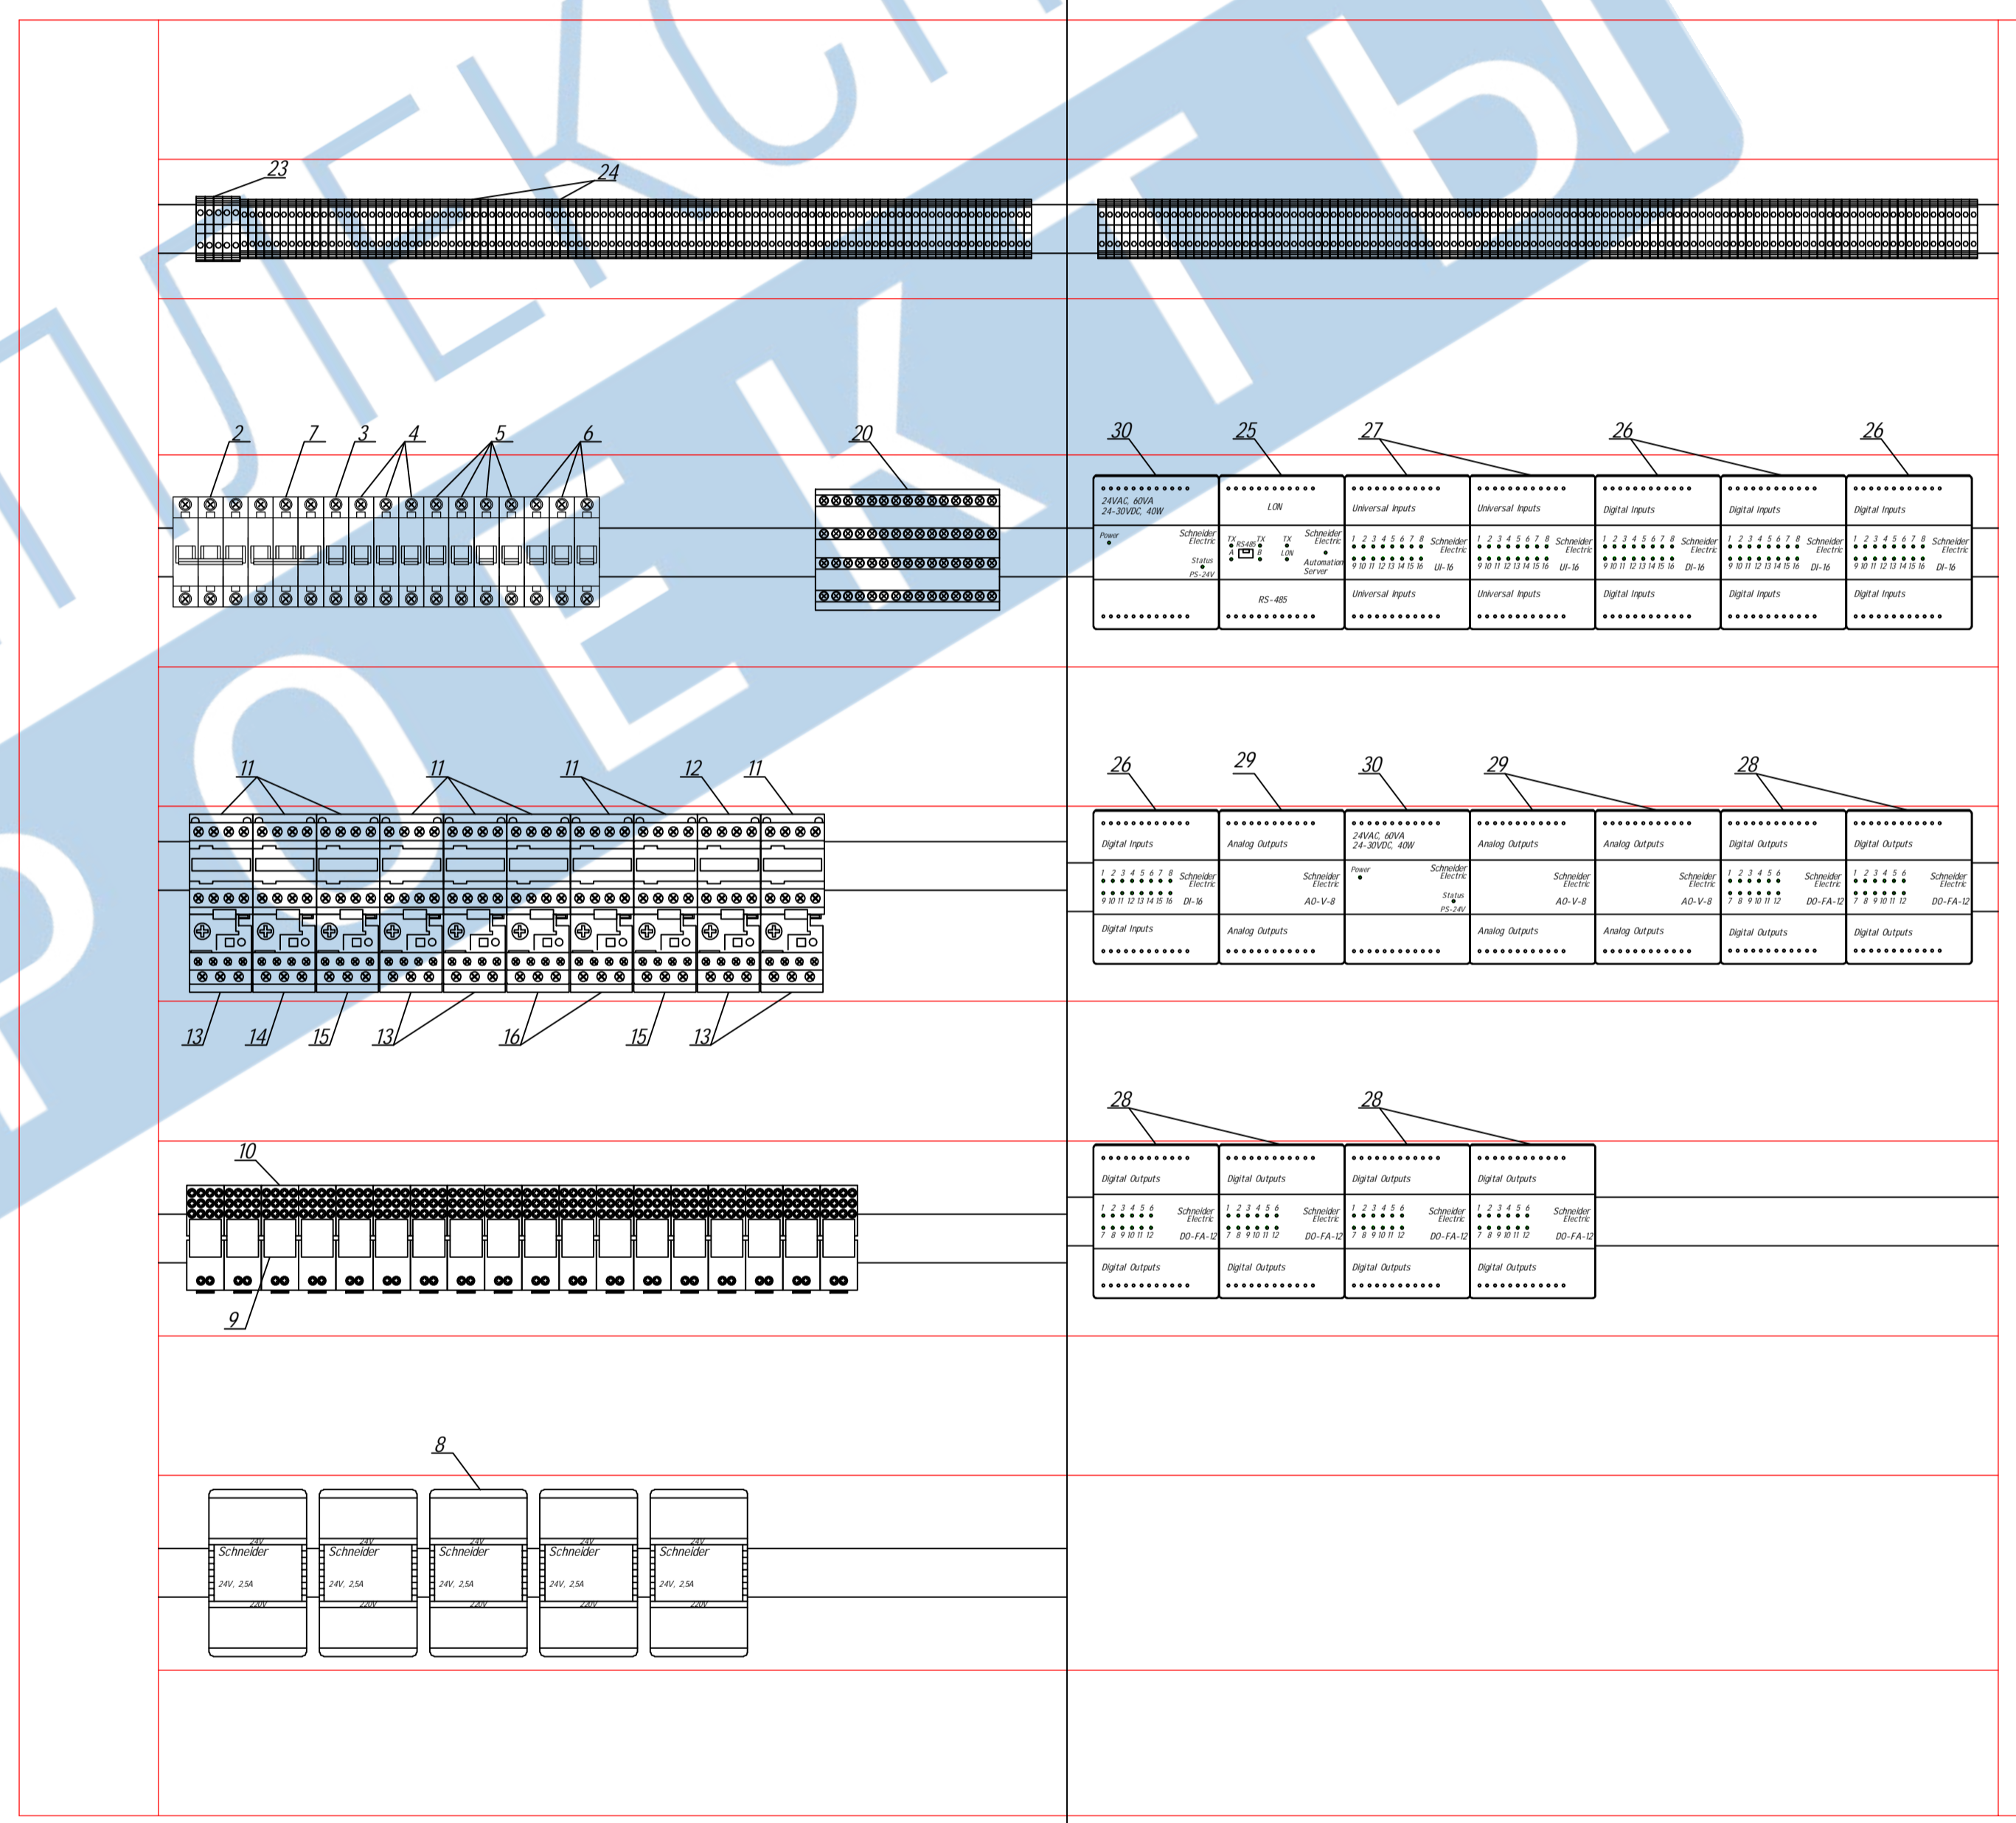 ПЛЕКС
ПРОЕКТЫ
23
24
2
7
3
4
5
6
20
30
25
27
26
26
24VAC, 60VA
24-30VDC, 40W
Power
Schneider
Electric
Status
PS-24V
LON
TX
RS485
TX
TX
A
B
LON
Schneider
Electric
Automation
Server
RS-485
Universal Inputs
1 2 3 4 5 6 7 8
Schneider
Electric
9 10 11 12 13 14 15 16
UI-16
Universal Inputs
Universal Inputs
1 2 3 4 5 6 7 8
Schneider
Electric
9 10 11 12 13 14 15 16
UI-16
Universal Inputs
Digital Inputs
1 2 3 4 5 6 7 8
Schneider
Electric
9 10 11 12 13 14 15 16
DI-16
Digital Inputs
Digital Inputs
1 2 3 4 5 6 7 8
Schneider
Electric
9 10 11 12 13 14 15 16
DI-16
Digital Inputs
Digital Inputs
1 2 3 4 5 6 7 8
Schneider
Electric
9 10 11 12 13 14 15 16
DI-16
Digital Inputs
11
11
11
12
11
13
14
15
13
16
15
13
26
29
30
29
28
Digital Inputs
1 2 3 4 5 6 7 8
Schneider
Electric
9 10 11 12 13 14 15 16
DI-16
Digital Inputs
Analog Outputs
Schneider
Electric
AO-V-8
Analog Outputs
24VAC, 60VA
24-30VDC, 40W
Power
Schneider
Electric
Status
PS-24V
Analog Outputs
Schneider
Electric
AO-V-8
Analog Outputs
Analog Outputs
Schneider
Electric
AO-V-8
Analog Outputs
Digital Outputs
1 2 3 4 5 6
Schneider
Electric
7 8 9 10 11 12
DO-FA-12
Digital Outputs
Digital Outputs
1 2 3 4 5 6
Schneider
Electric
7 8 9 10 11 12
DO-FA-12
Digital Outputs
10
9
28
28
Digital Outputs
1 2 3 4 5 6
Schneider
Electric
7 8 9 10 11 12
DO-FA-12
Digital Outputs
Digital Outputs
1 2 3 4 5 6
Schneider
Electric
7 8 9 10 11 12
DO-FA-12
Digital Outputs
Digital Outputs
1 2 3 4 5 6
Schneider
Electric
7 8 9 10 11 12
DO-FA-12
Digital Outputs
Digital Outputs
1 2 3 4 5 6
Schneider
Electric
7 8 9 10 11 12
DO-FA-12
Digital Outputs
8
24V
Schneider
24V, 2,5A
220V
24V
Schneider
24V, 2,5A
220V
24V
Schneider
24V, 2,5A
220V
24V
Schneider
24V, 2,5A
220V
24V
Schneider
24V, 2,5A
220V